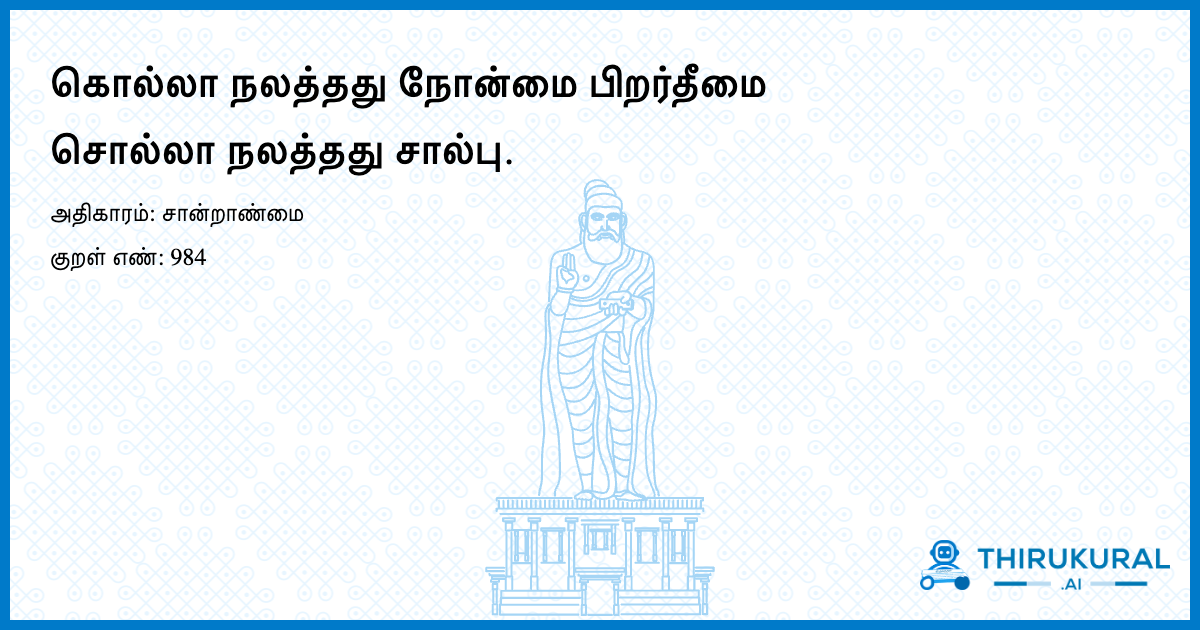 கொல்லா நலத்தது நோன்மை பிறர்தீமை
சொல்லா நலத்தது சால்பு.
அதிகாரம்: சான்றாண்மை
குறள் எண்: 984
THIRUKURAL
.AI